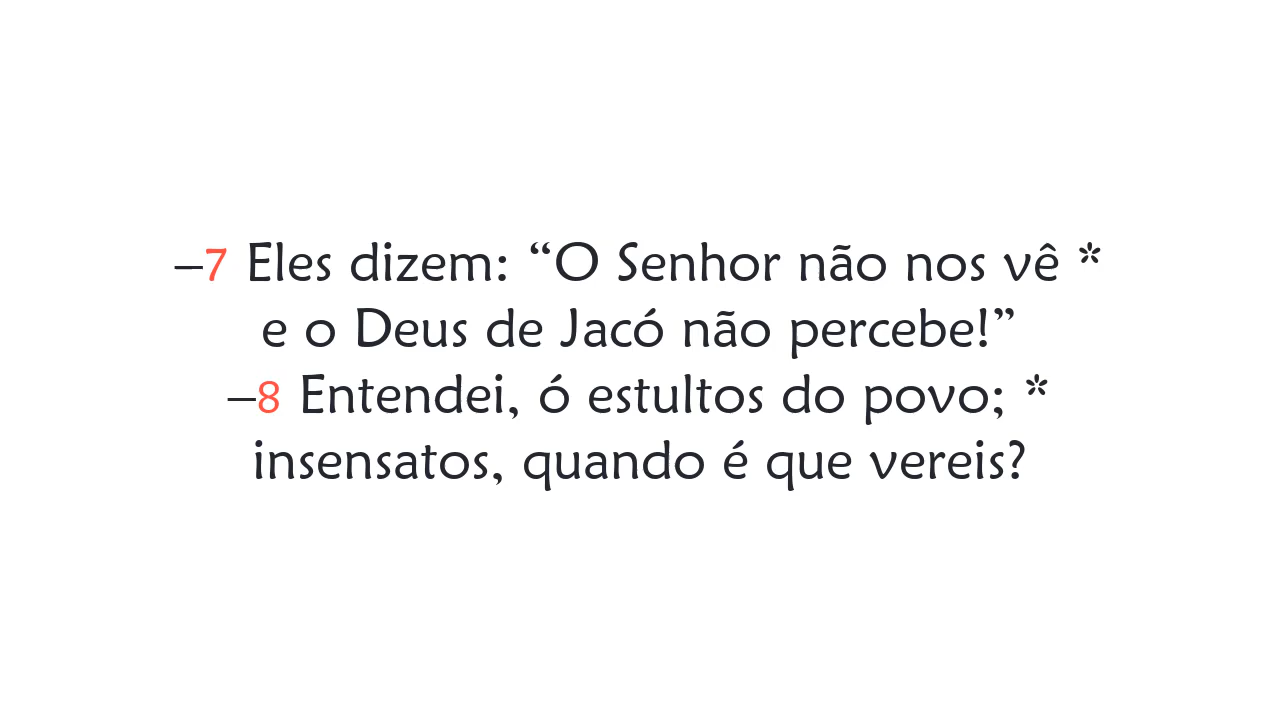 –7 Eles dizem: “O Senhor não nos vê *
e o Deus de Jacó não percebe!”
–8 Entendei, ó estultos do povo; *
insensatos, quando é que vereis?